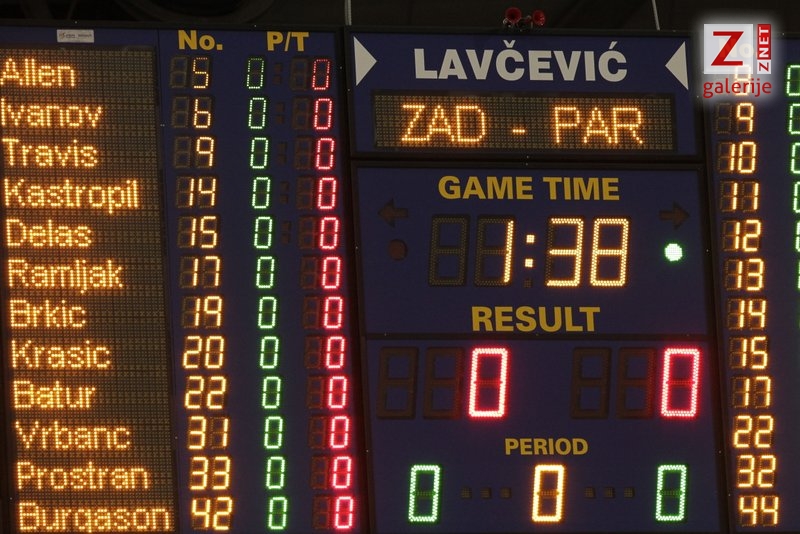 No. P/T
Allen 5 0 0
Ivanov 6 0 0
Travis 9 0 0
Kastropil 14 0 0
Delas 15 0 0
Ramljak 17 0 0
Brkic 19 0 0
Krasic 20 0 0
Batur 22 0 0
Vrbanc 31 0 0
Prostran 33 0 0
Burgason 42 0 0
LAVČEVIĆ
ZAD - PAR
GAME TIME
1:38
RESULT
0 0
PERIOD
0 0 0
Z ZNET
galerije
9
10
11
12
13
14
15
17
22
32
44